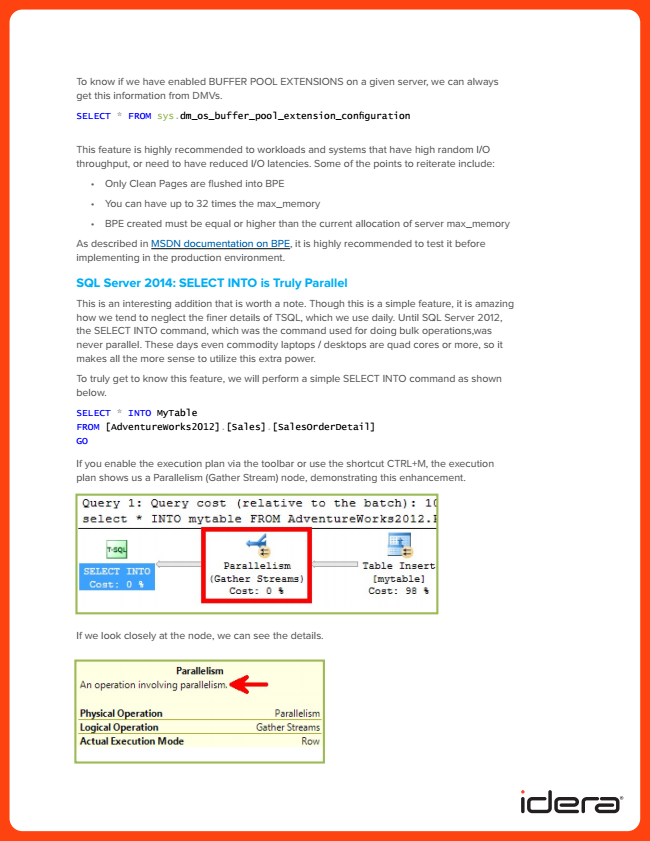 To know if we have enabled BUFFER POOL EXTENSIONS on a given server, we can always
get this information from DMVs.
SELECT * FROM sys.dm_os_buffer_pool_extension_configuration
This feature is highly recommended to workloads and systems that have high random I/O
throughput, or need to have reduced I/O latencies. Some of the points to reiterate include:
• Only Clean Pages are flushed into BPE
• You can have up to 32 times the max_memory
• BPE created must be equal or higher than the current allocation of server max_memory
As described in MSDN documentation on BPE, it is highly recommended to test it before
implementing in the production environment.
SQL Server 2014: SELECT INTO is Truly Parallel
This is an interesting addition that is worth a note. Though this is a simple feature, it is amazing
how we tend to neglect the finer details of TSQL, which we use daily. Until SQL Server 2012,
the SELECT INTO command, which was the command used for doing bulk operations,was
never parallel. These days even commodity laptops / desktops are quad cores or more, so it
makes all the more sense to utilize this extra power.
To truly get to know this feature, we will perform a simple SELECT INTO command as shown
below.
SELECT * INTO MyTable
FROM [AdventureWorks2012].[Sales].[SalesOrderDetail]
GO
If you enable the execution plan via the toolbar or use the shortcut CTRL+M, the execution
plan shows us a Parallelism (Gather Stream) node, demonstrating this enhancement.
Query 1: Query cost (relative to the batch): 10
select * INTO mytable FROM AdventureWorks2012.
T-SQL
SELECT INTO
Cost: 0 %
Parallelism
(Gather Streams)
Cost: 0 %
Table Insert
[mytable]
Cost: 98 %
If we look closely at the node, we can see the details.
Parallelism
An operation involving parallelism.
Physical Operation Parallelism
Logical Operation Gather Streams
Actual Execution Mode Row
idera